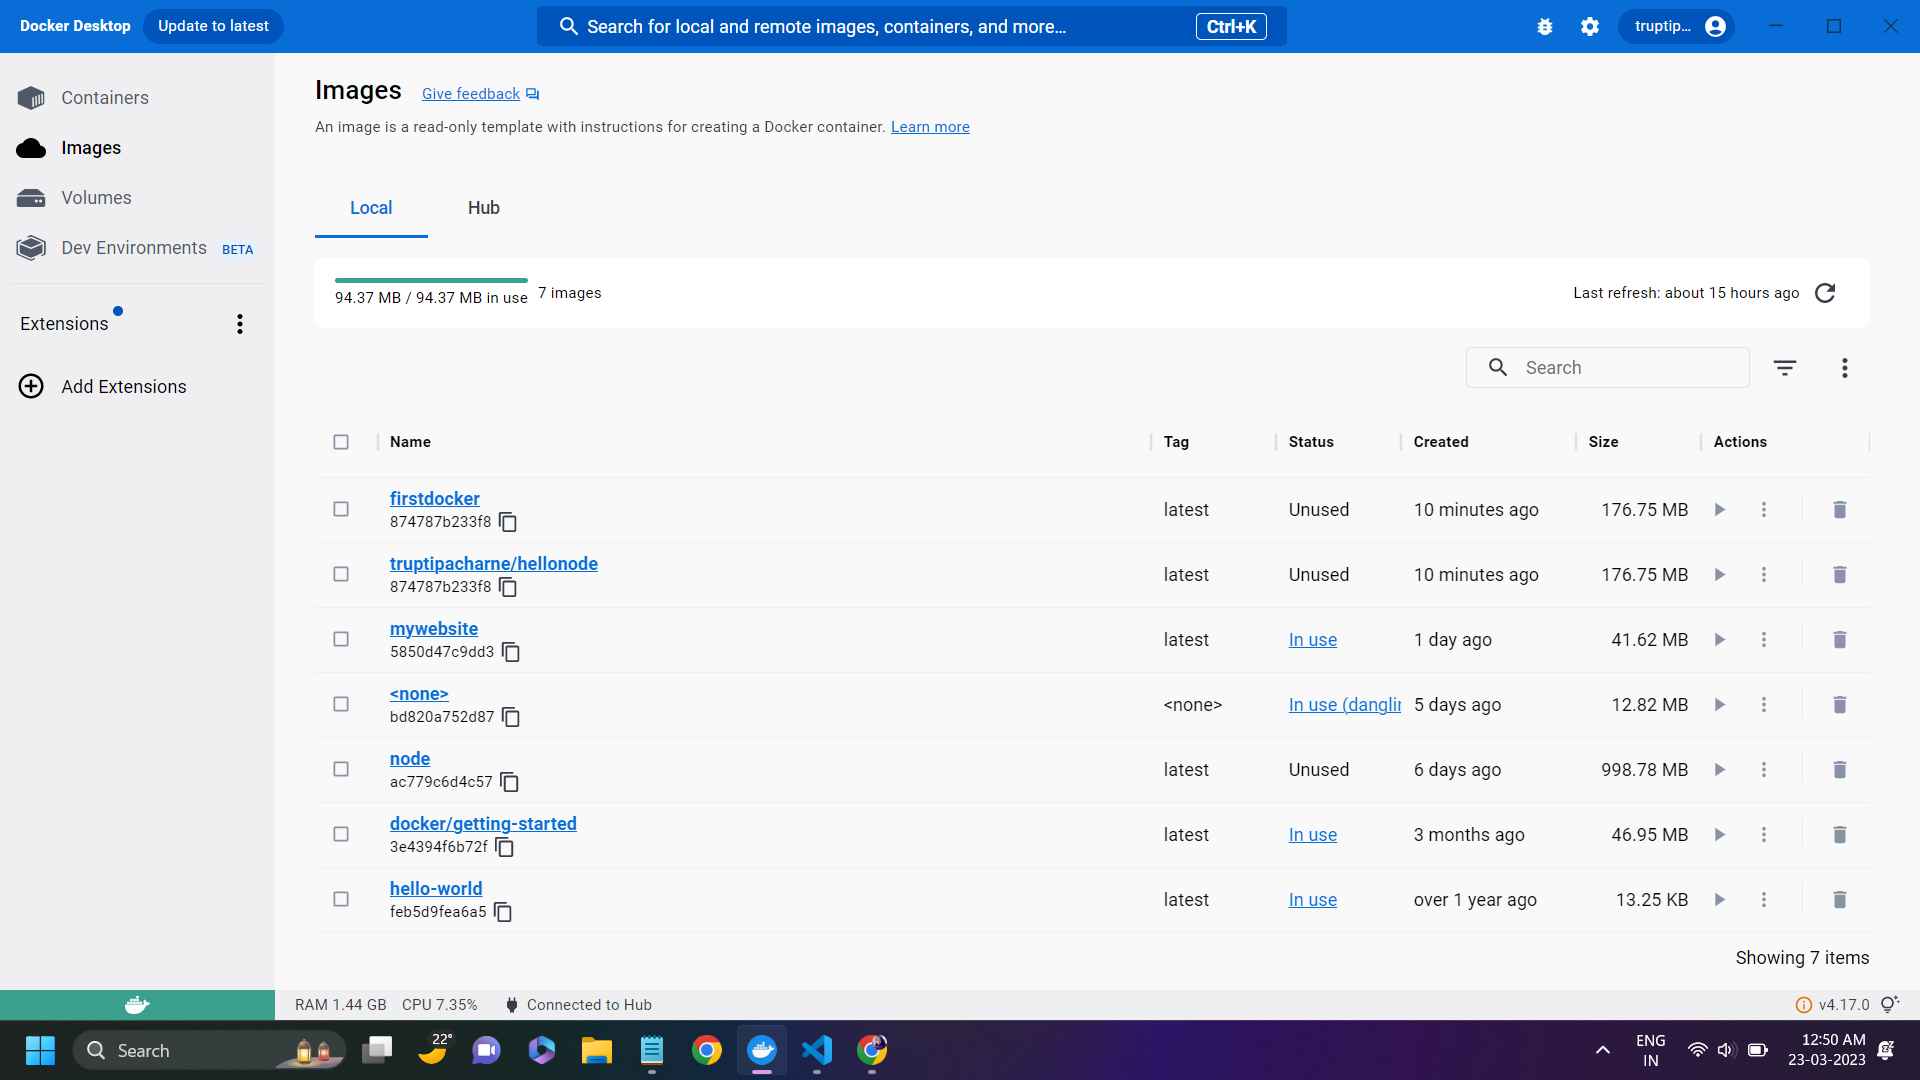 Docker Desktop
Update to latest
Search for local and remote images, containers, and more...
Ctrl+K
truptip...
Containers
Images
Volumes
Dev Environments BETA
Extensions
Add Extensions
Images
Give feedback
An image is a read-only template with instructions for creating a Docker container. Learn more
Local
Hub
94.37 MB / 94.37 MB in use
7 images
Last refresh: about 15 hours ago
Search
Name Tag Status Created Size Actions
firstdocker
874787b233f8
latest Unused 10 minutes ago 176.75 MB
truptipacharne/hellonode
874787b233f8
latest Unused 10 minutes ago 176.75 MB
mywebsite
5850d47c9dd3
latest In use 1 day ago 41.62 MB
<none>
bd820a752d87
<none> In use (danglin 5 days ago 12.82 MB
node
ac779c6d4c57
latest Unused 6 days ago 998.78 MB
docker/getting-started
3e4394f6b72f
latest In use 3 months ago 46.95 MB
hello-world
feb5d9fea6a5
latest In use over 1 year ago 13.25 KB
Showing 7 items
RAM 1.44 GB CPU 7.35% Connected to Hub
v4.17.0
Search
22°
ENG
IN
12:50 AM
23-03-2023